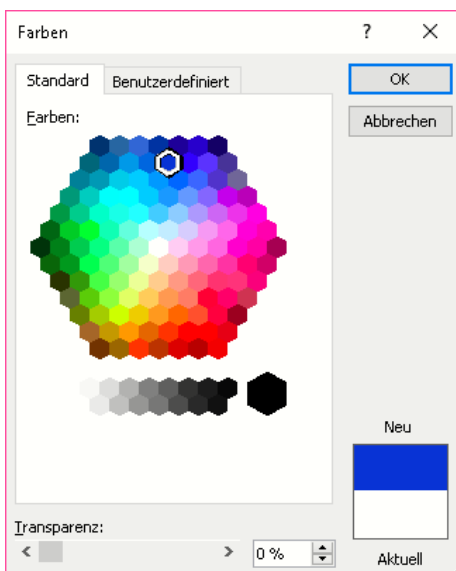 Farben
?
Standard
Benutzerdefiniert
OK
Abbrechen
Farben:
Neu
Transparenz:
0 %
Aktuell